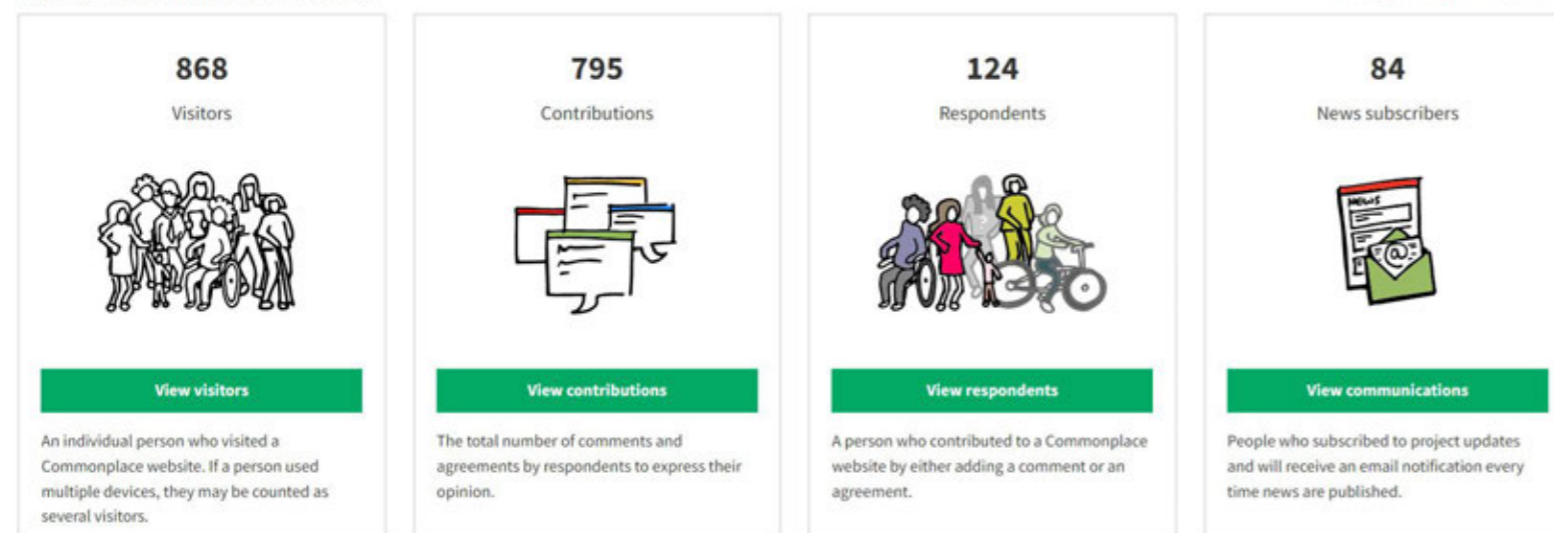 868
Visitors
View visitors
An individual person who visited a
Commonplace website. If a person used
multiple devices, they may be counted as
several visitors.
795
Contributions
View contributions
The total number of comments and
agreements by respondents to express their
opinion.
124
Respondents
View respondents
A person who contributed to a Commonplace
website by either adding a comment or an
agreement.
84
News subscribers
NEWS
@
View communications
People who subscribed to project updates
and will receive an email notification every
time news are published.